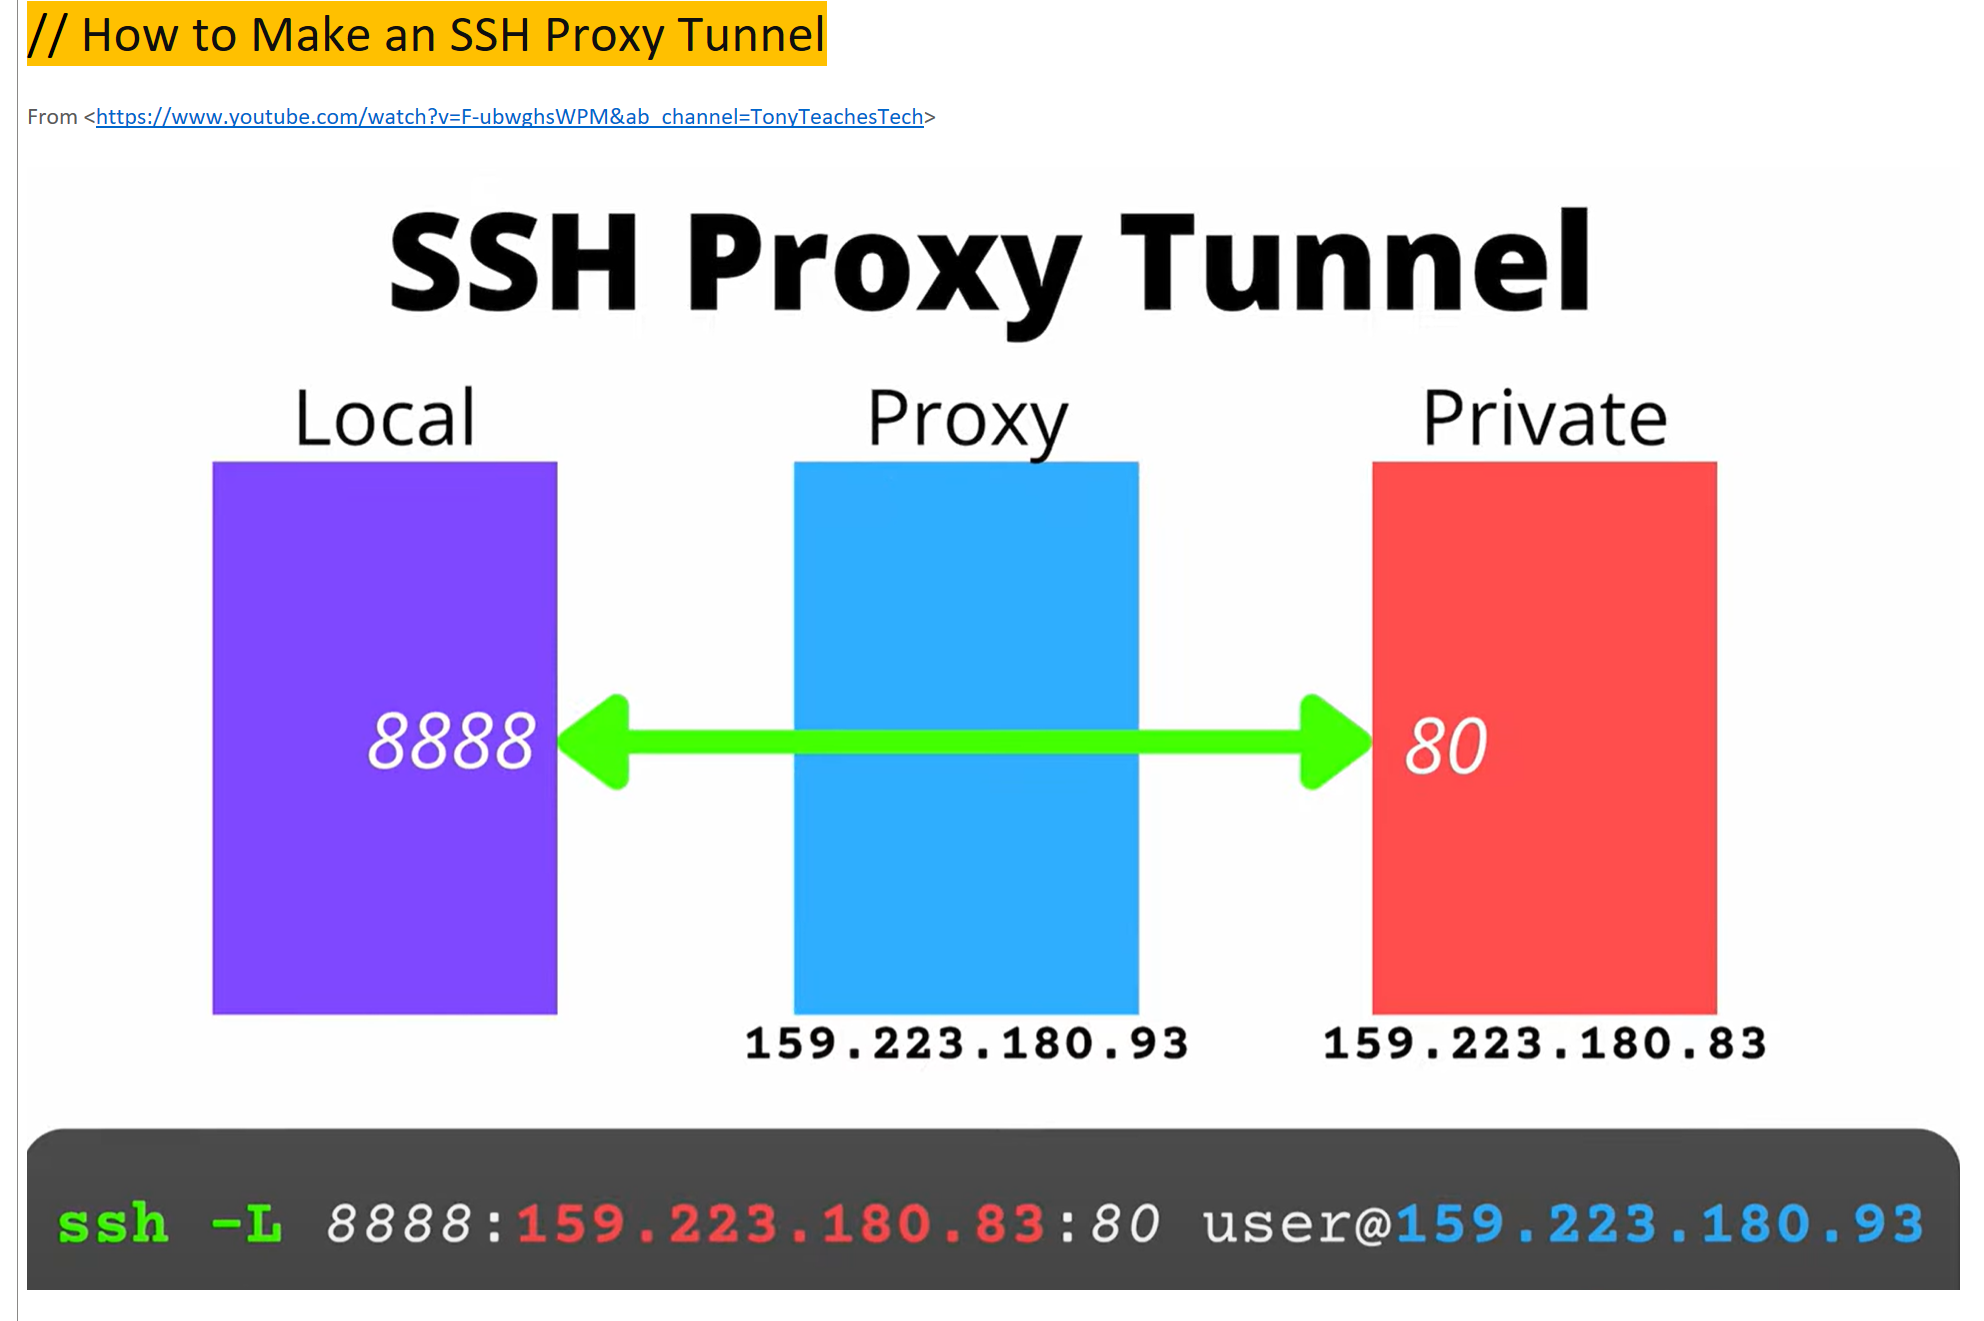 // How to Make an SSH Proxy Tunnel
From <https://www.youtube.com/watch?v=F-ubwghsWPM&ab_channel=TonyTeachesTech>
SSH Proxy Tunnel
Local Proxy Private
8888 80
159.223.180.93 159.223.180.83
ssh -L 8888:159.223.180.83:80 user@159.223.180.93